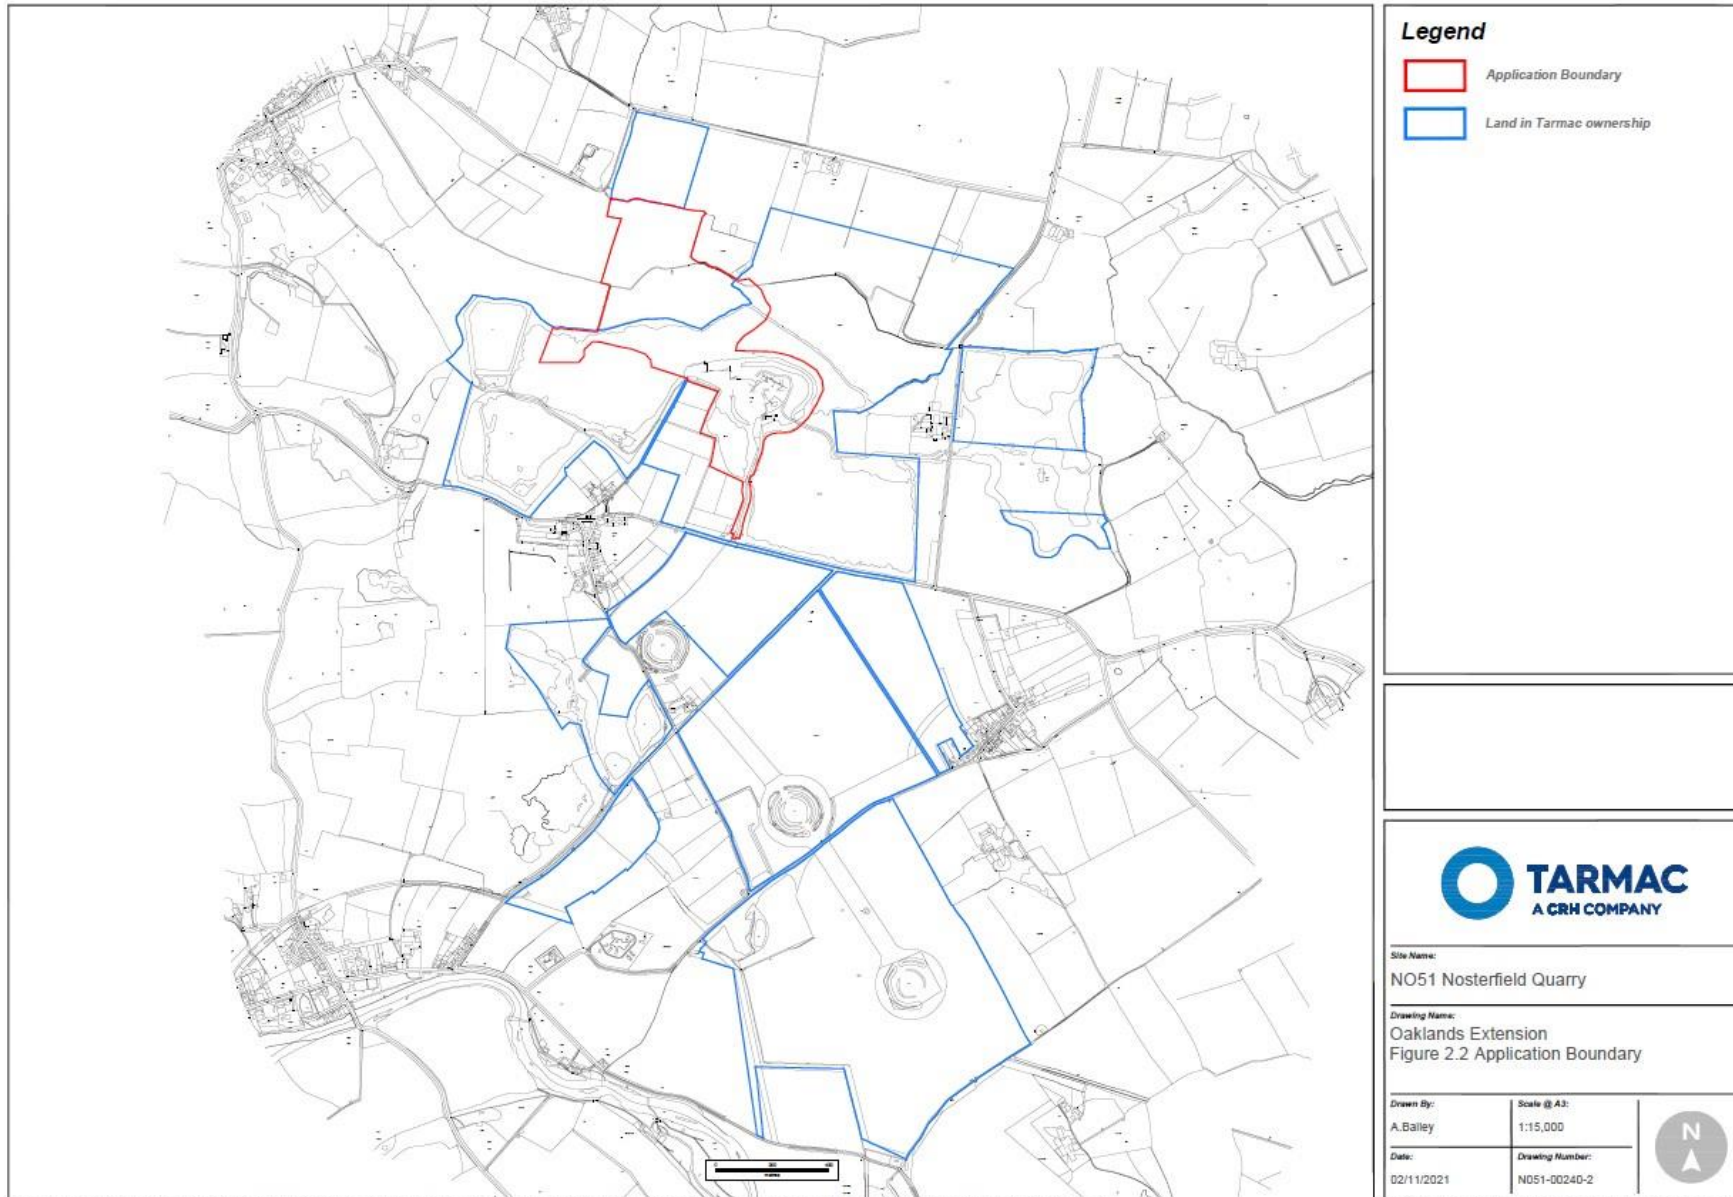 Legend
Application Boundary
Land in Tarmac ownership
TARMAC
A CRH COMPANY
Site Name:
NO51 Nosterfield Quarry
Drawing Name:
Oaklands Extension
Figure 2.2 Application Boundary
Drawn By:
A.Bailey
Scale @ A3:
1:15,000
Date:
02/11/2021
Drawing Number:
N051-00240-2
N